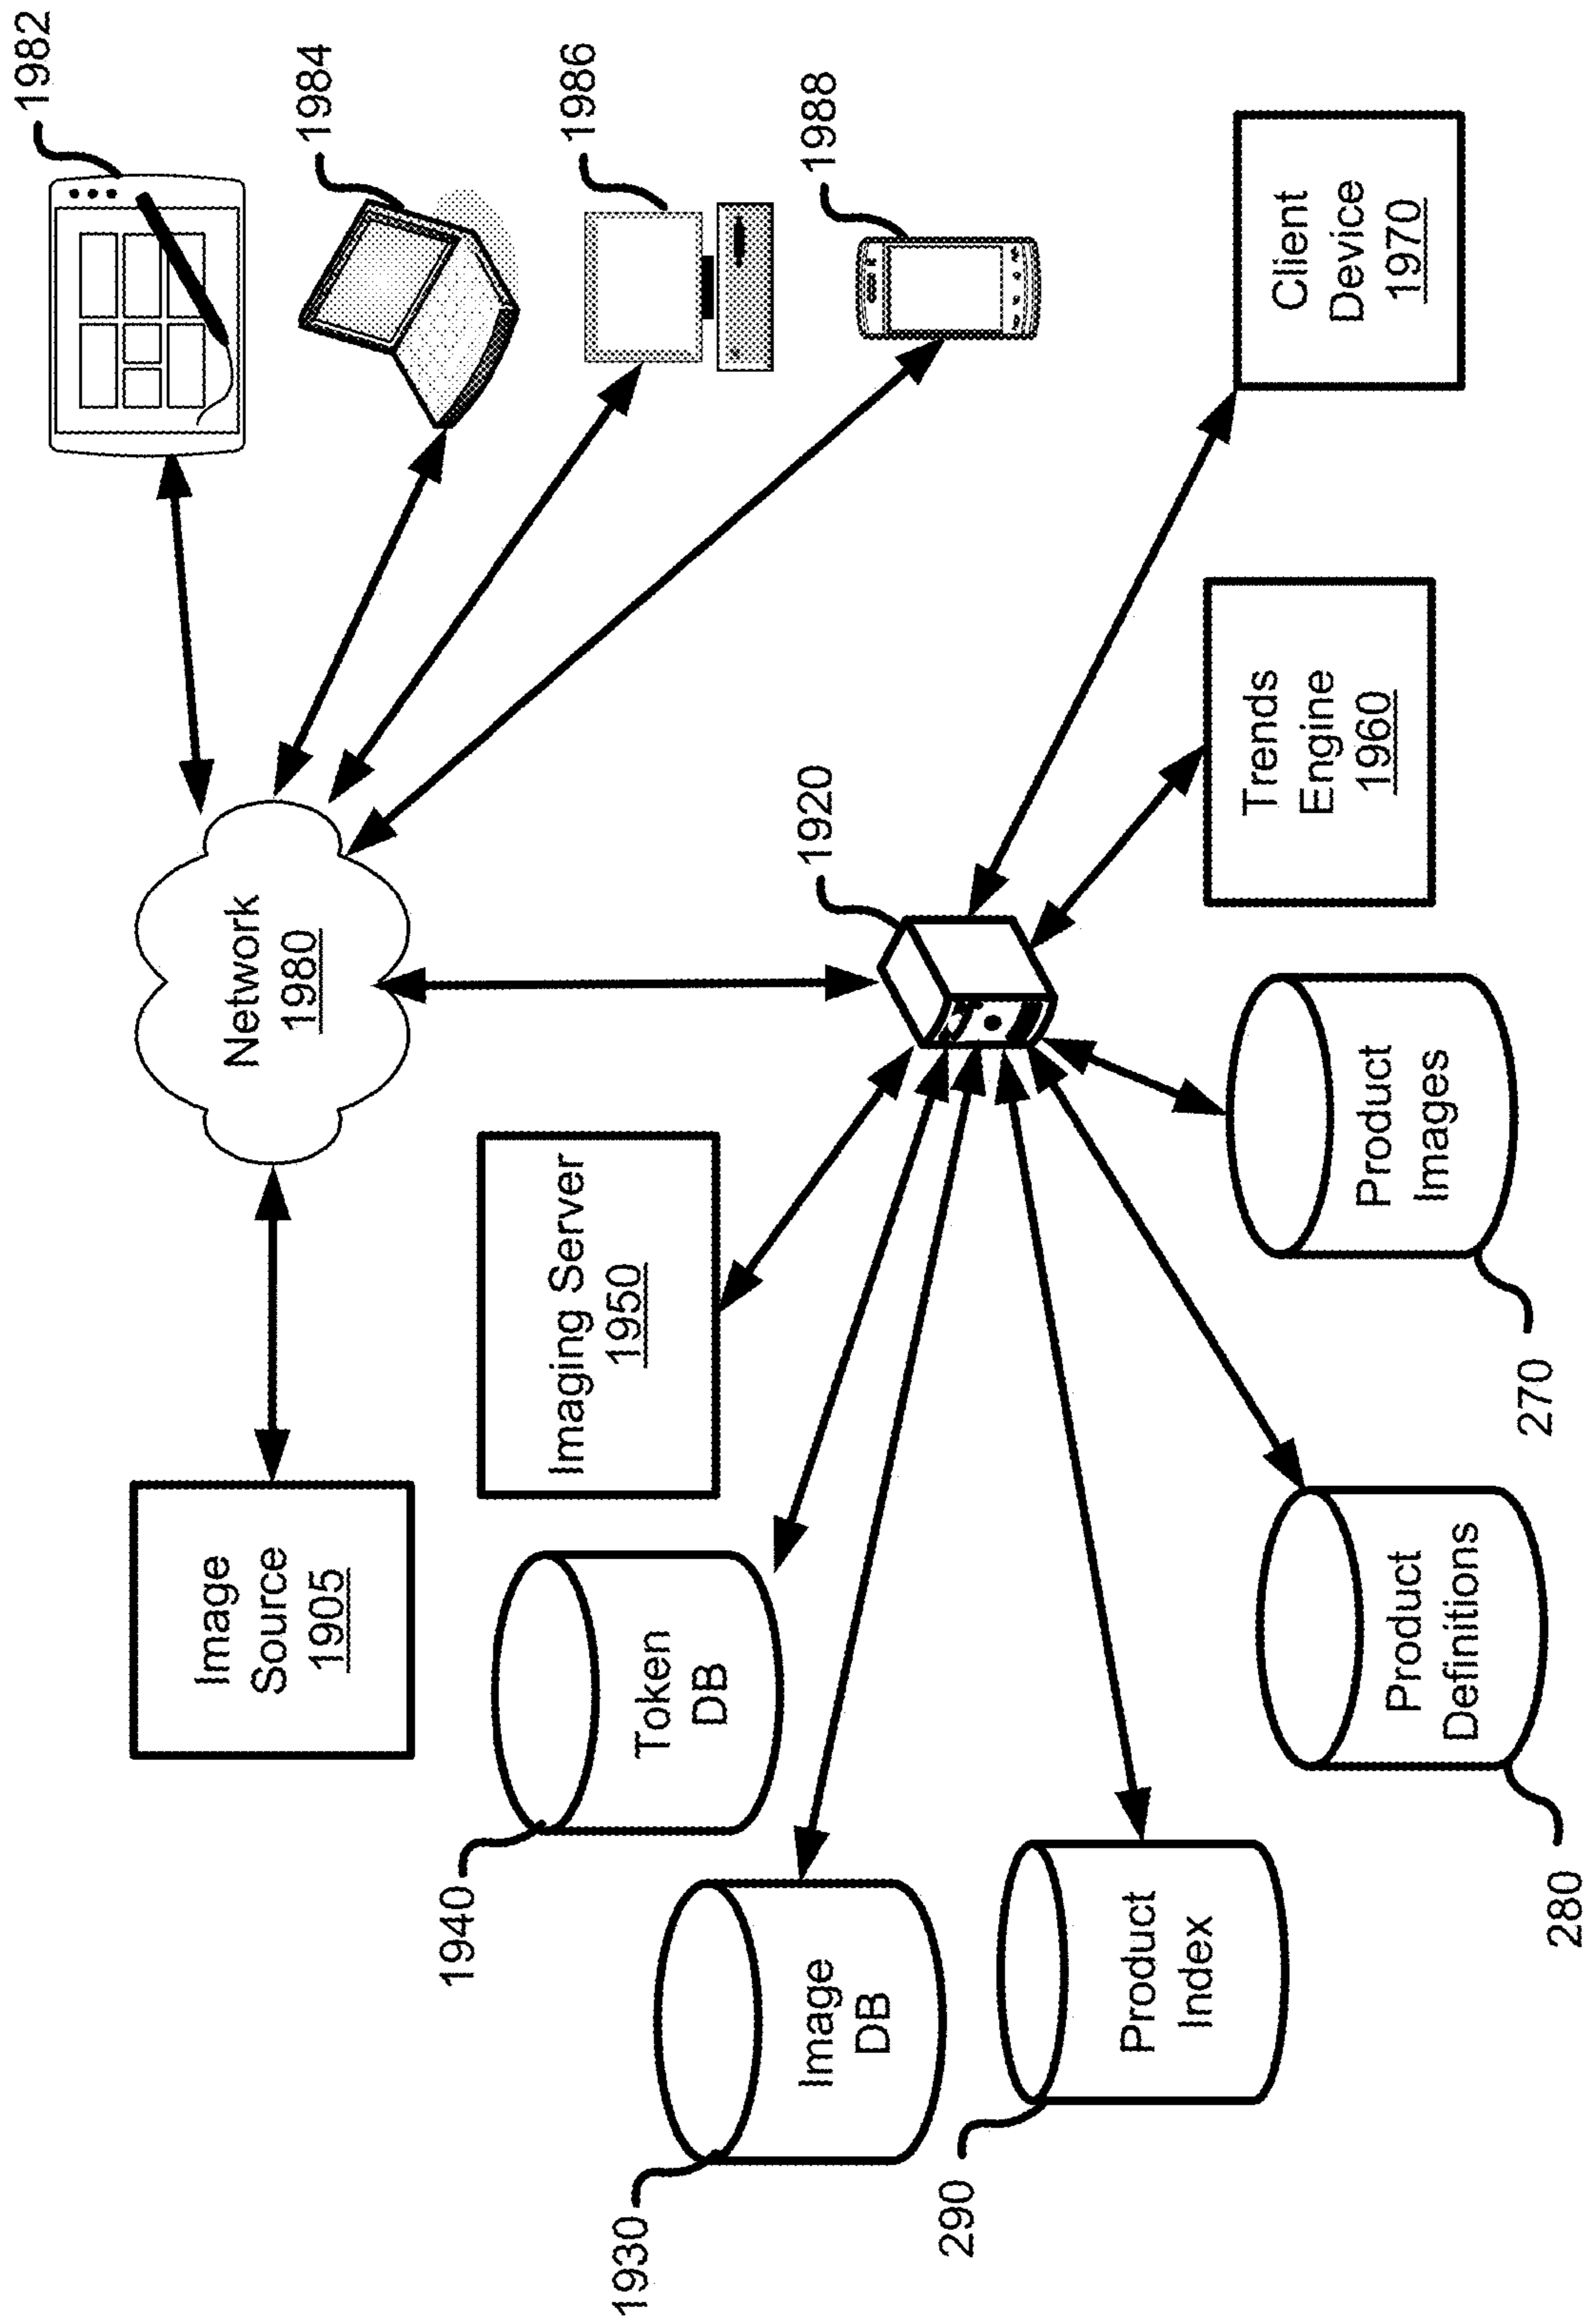 Image
Source
1905
Network
1980
1982
1984
1986
1988
1940
Token
DB
Imaging Server
1950
1920
1930
Image
DB
290
Product
Index
280
Product
Definitions
270
Product
Images
Trends
Engine
1960
Client
Device
1970